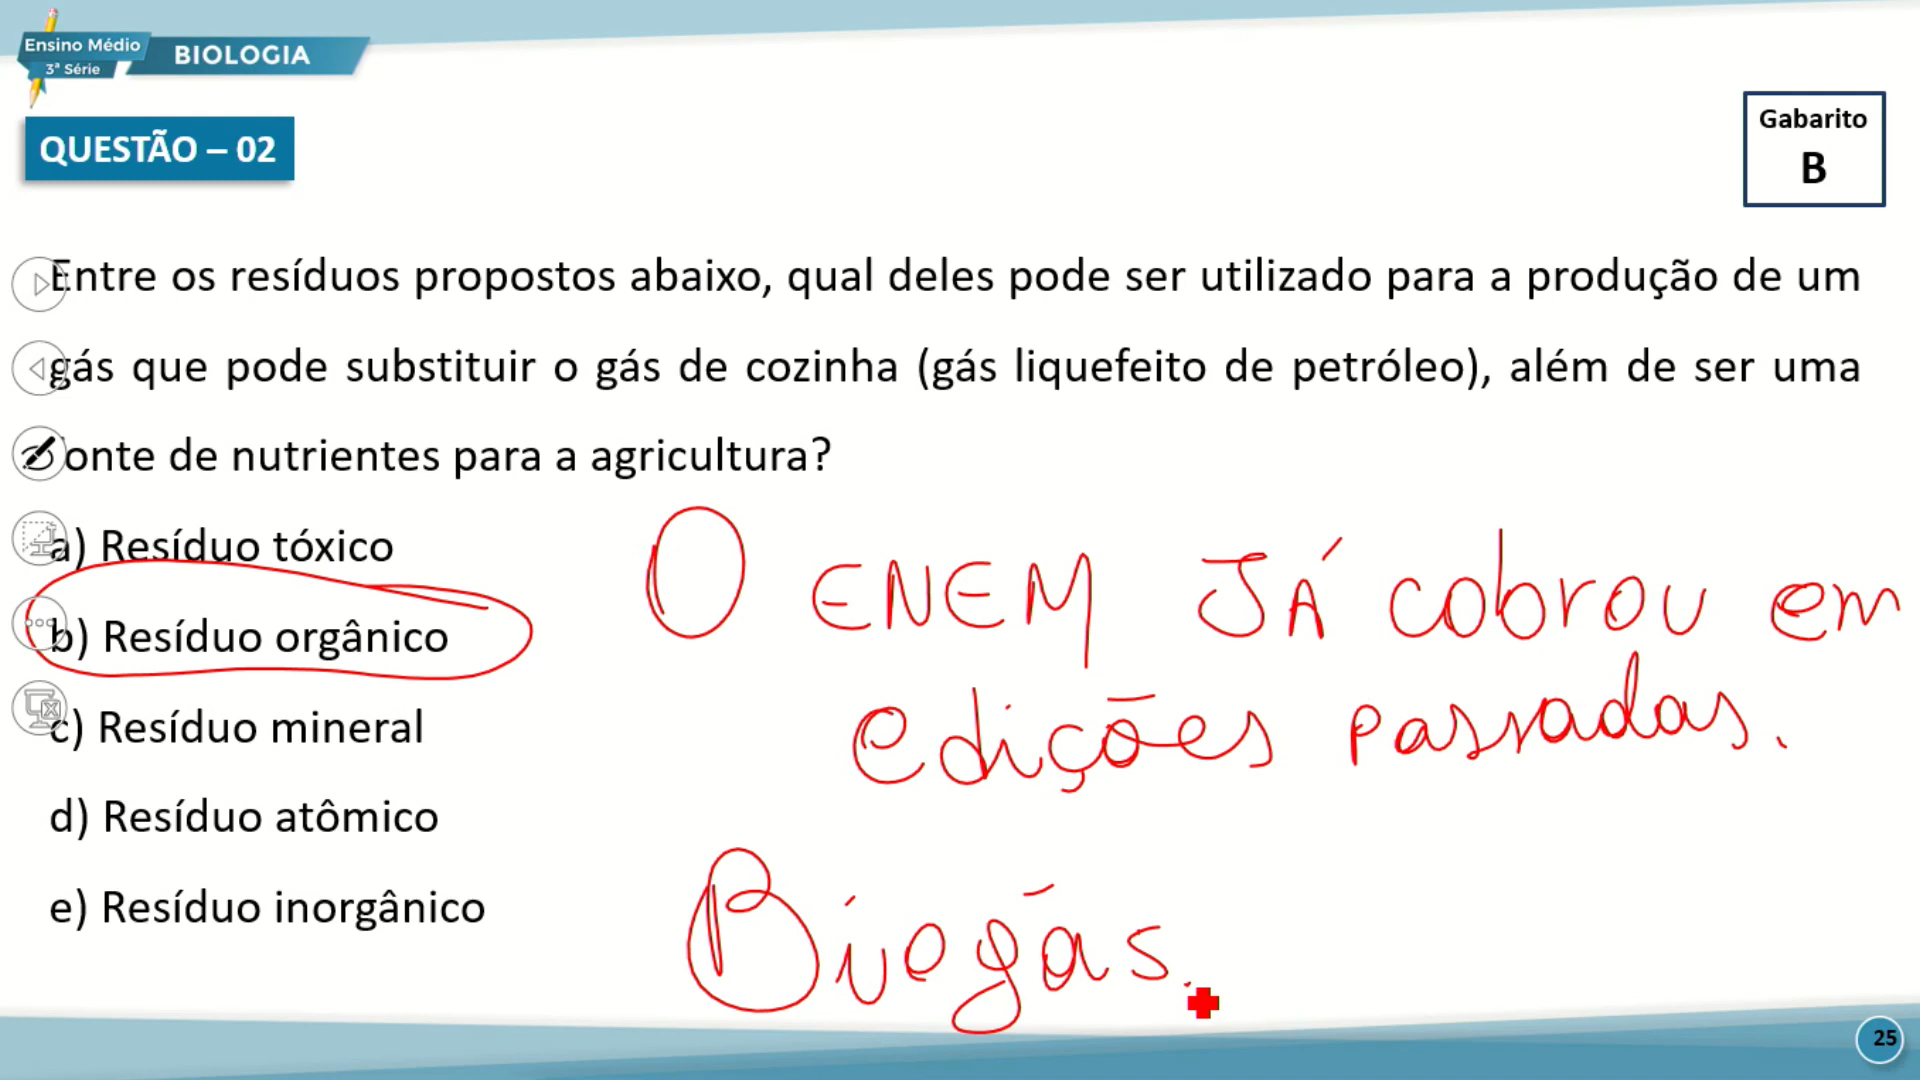 Ensino Médio
3ª Série
BIOLOGIA
Gabarito
B
QUESTÃO – 02
Entre os resíduos propostos abaixo, qual deles pode ser utilizado para a produção de um
gás que pode substituir o gás de cozinha (gás liquefeito de petróleo), além de ser uma
fonte de nutrientes para a agricultura?
a) Resíduo tóxico
b) Resíduo orgânico
c) Resíduo mineral
d) Resíduo atômico
e) Resíduo inorgânico
O ENEM JÁ cobrou em
edições passadas.
Biogás.
25